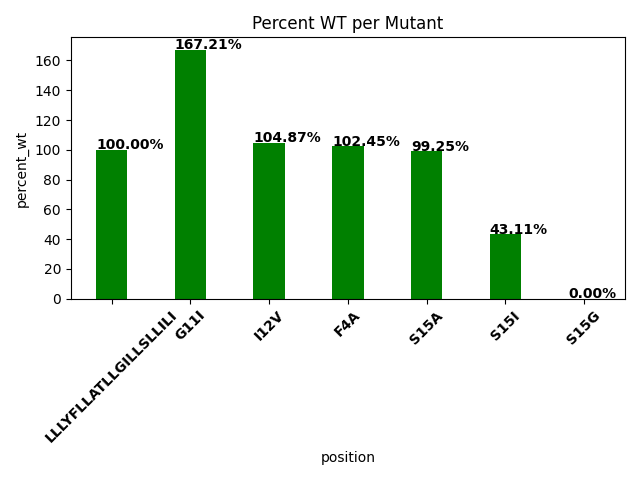 Percent WT per Mutant
percent_wt
160
140
120
100
80
60
40
20
0
100.00%
167.21%
104.87%
102.45%
99.25%
43.11%
0.00%
LLLYFLLATLLGILLSLLILI
G11I
I12V
F4A
S15A
S15I
S15G
position